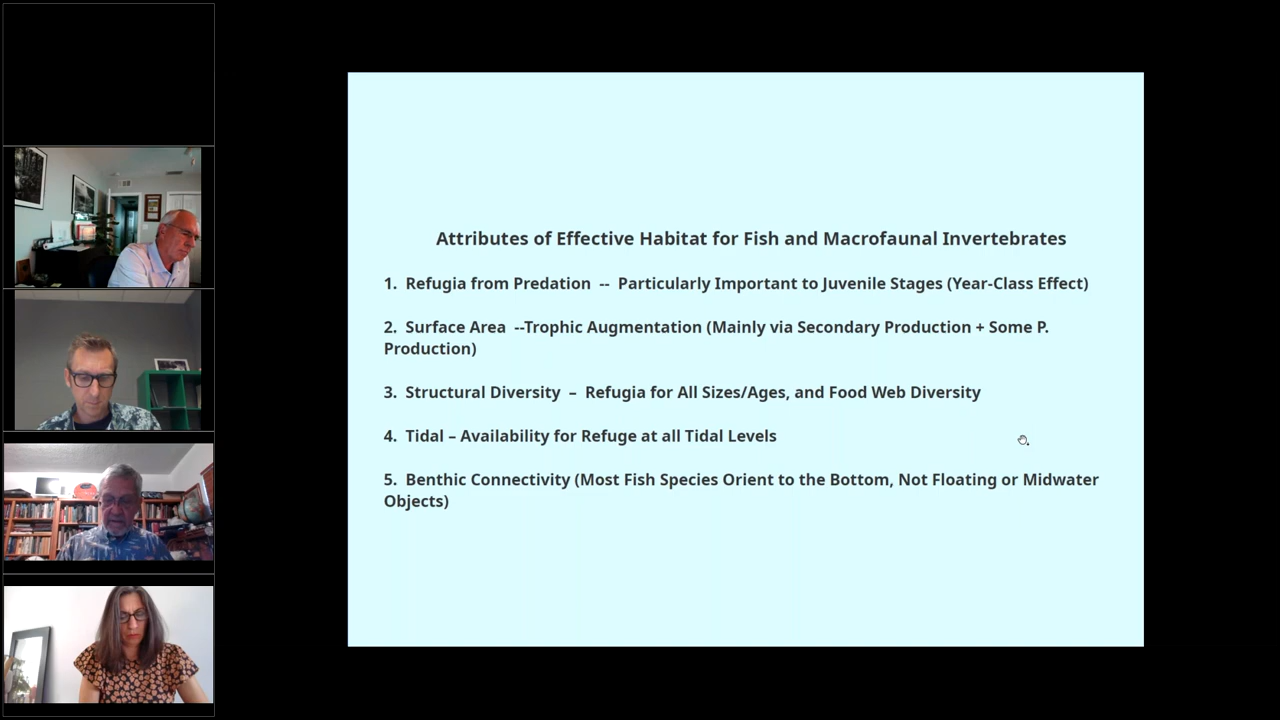 Attributes of Effective Habitat for Fish and Macrofaunal Invertebrates
1. Refugia from Predation -- Particularly Important to Juvenile Stages (Year-Class Effect)
2. Surface Area --Trophic Augmentation (Mainly via Secondary Production + Some P.
Production)
3. Structural Diversity – Refugia for All Sizes/Ages, and Food Web Diversity
4. Tidal – Availability for Refuge at all Tidal Levels
5. Benthic Connectivity (Most Fish Species Orient to the Bottom, Not Floating or Midwater
Objects)